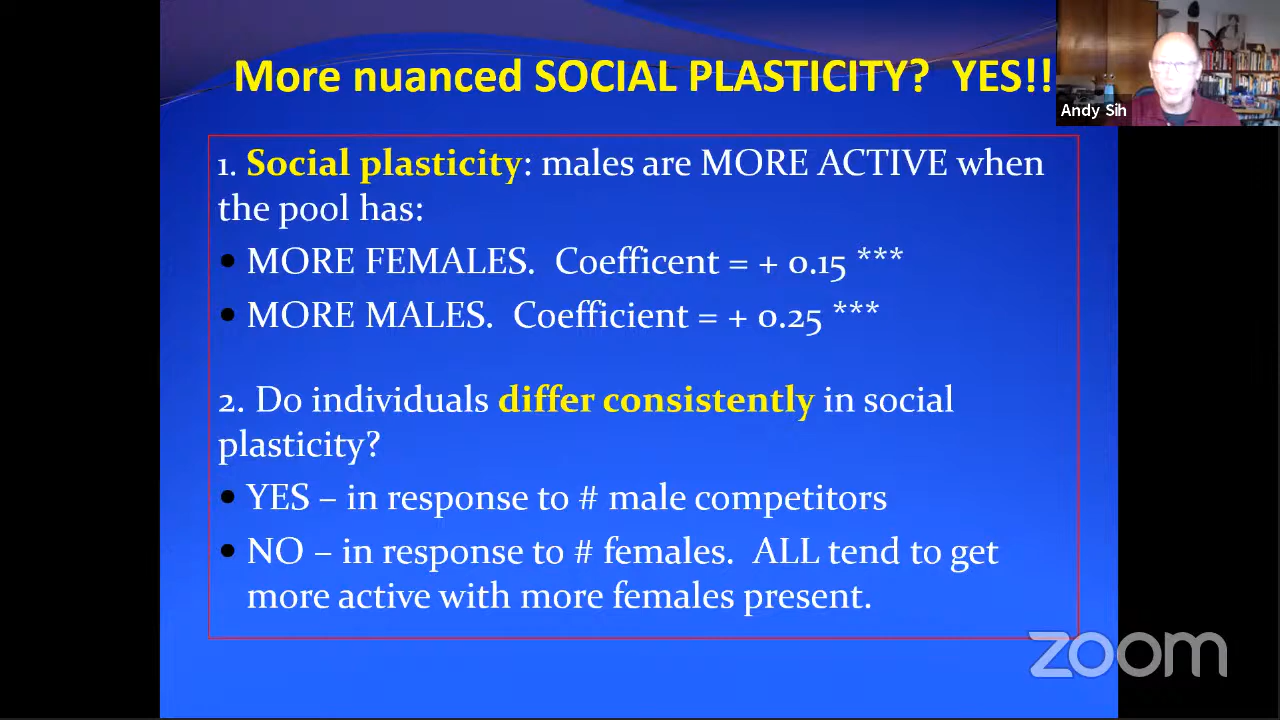 More nuanced SOCIAL PLASTICITY?  YES!!
Andy Sih
1. Social plasticity: males are MORE ACTIVE when
the pool has:
• MORE FEMALES.  Coefficent = + 0.15 ***
• MORE MALES.  Coefficient = + 0.25 ***
2. Do individuals differ consistently in social
plasticity?
• YES – in response to # male competitors
• NO – in response to # females.  ALL tend to get
more active with more females present.
zoom